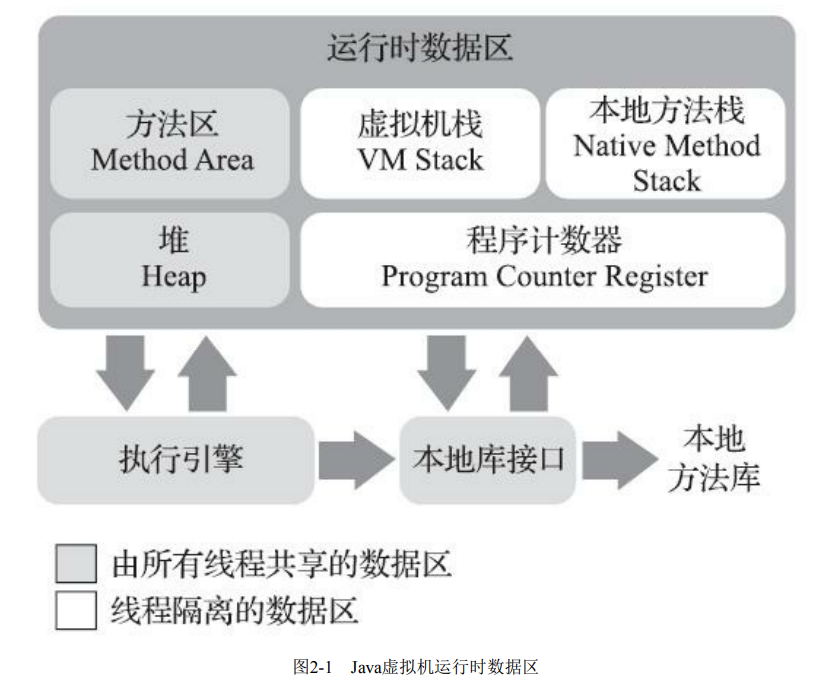 运行时数据区
方法区
Method Area
虚拟机栈
VM Stack
本地方法栈
Native Method
Stack
堆
Heap
程序计数器
Program Counter Register
执行引擎
本地库接口
本地
方法库
由所有线程共享的数据区
线程隔离的数据区
图2-1 Java虚拟机运行时数据区